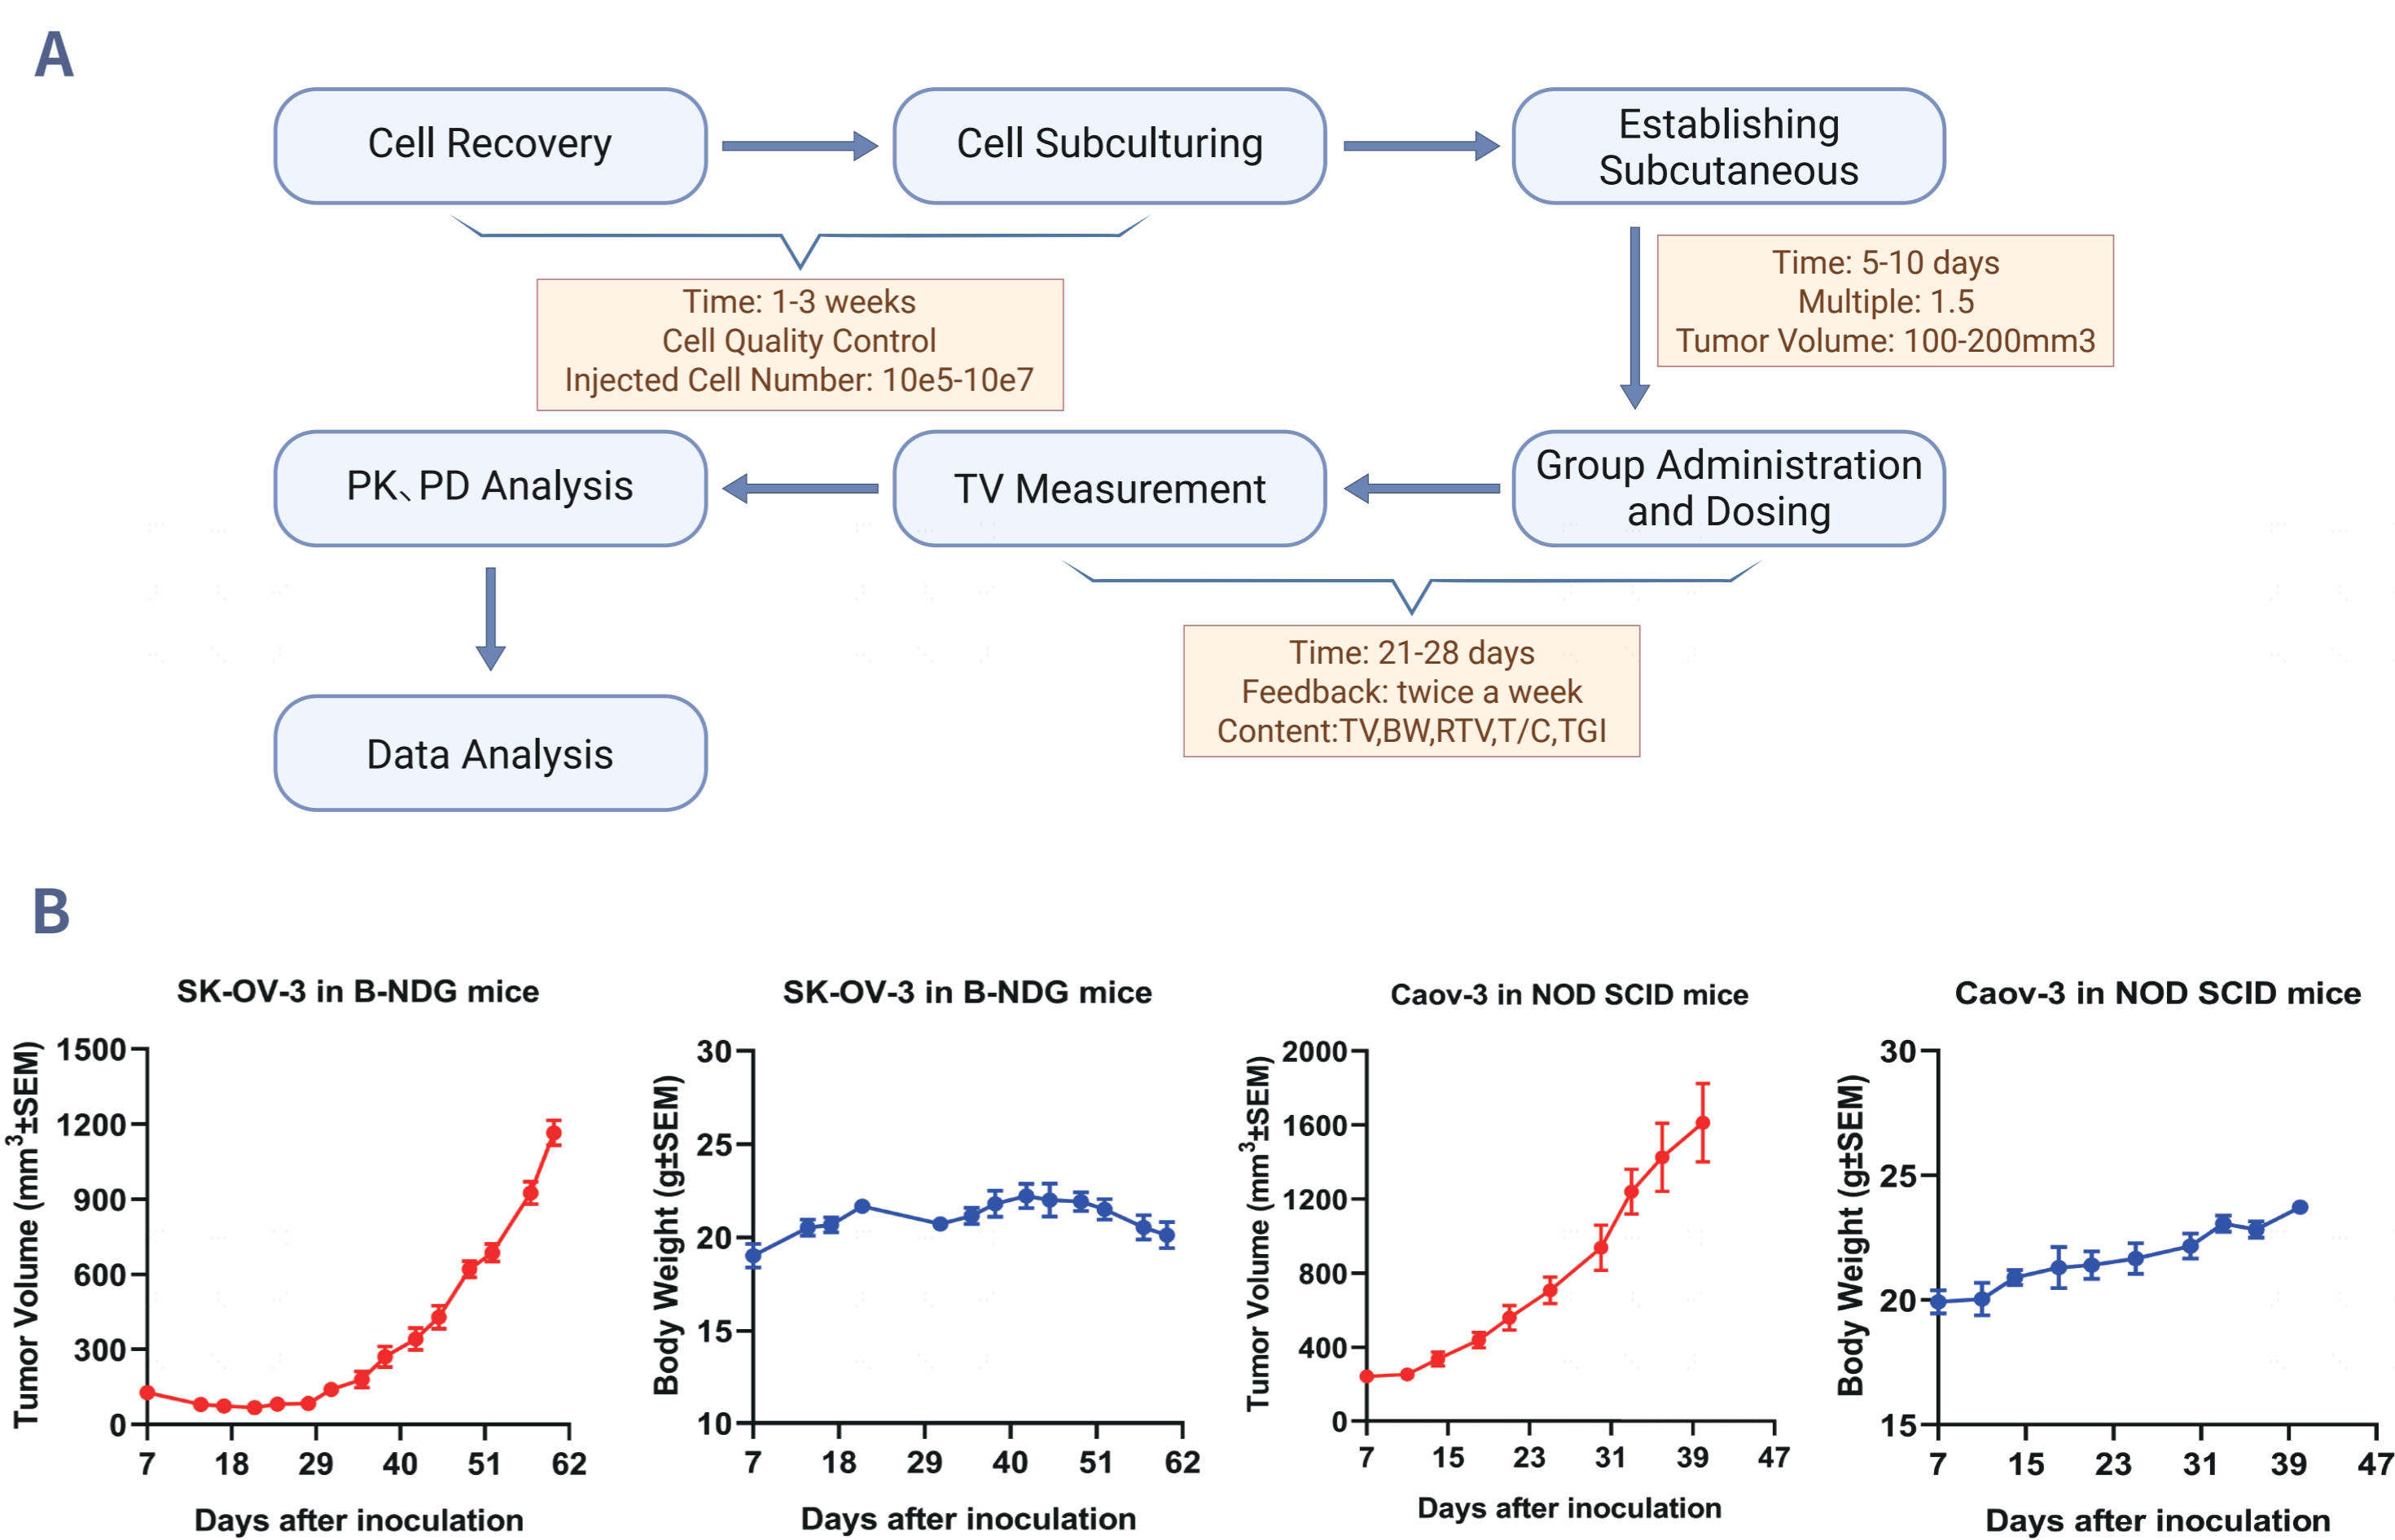 A
Cell Recovery
Cell Subculturing
Establishing
Subcutaneous
Time: 1-3 weeks
Cell Quality Control
Injected Cell Number: 10e5-10e7
Time: 5-10 days
Multiple: 1.5
Tumor Volume: 100-200mm3
PK、PD Analysis
TV Measurement
Group Administration
and Dosing
Time: 21-28 days
Feedback: twice a week
Content:TV,BW,RTV,T/C,TGI
Data Analysis
B
SK-OV-3 in B-NDG mice
Tumor Volume (mm³±SEM)
1500
1200
900
600
300
0
7 18 29 40 51 62
Days after inoculation
SK-OV-3 in B-NDG mice
Body Weight (g±SEM)
30
25
20
15
10
7 18 29 40 51 62
Days after inoculation
Caov-3 in NOD SCID mice
Tumor Volume (mm³±SEM)
2000
1600
1200
800
400
0
7 15 23 31 39 47
Days after inoculation
Caov-3 in NOD SCID mice
Body Weight (g±SEM)
30
25
20
15
7 15 23 31 39 47
Days after inoculation